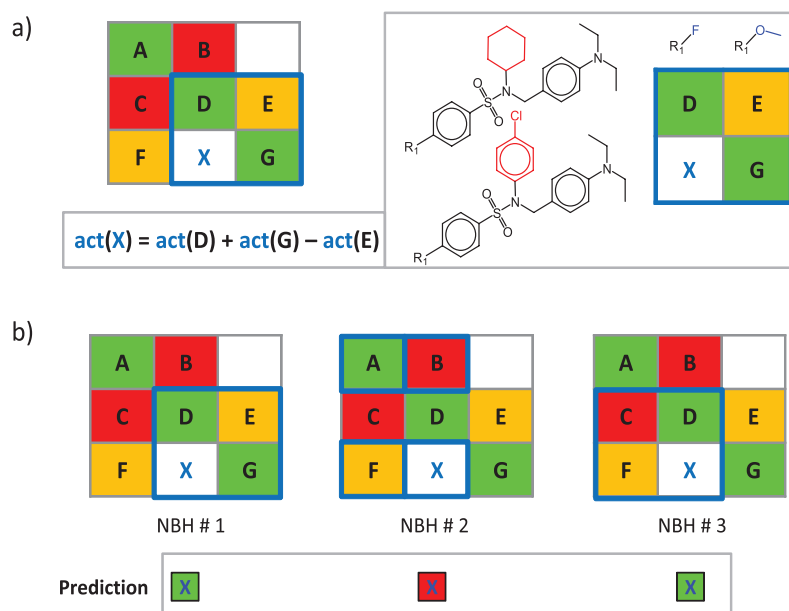 a)
A B
C D E
F X G
act(X) = act(D) + act(G) – act(E)
N
S
O
O
R1
N
Cl
N
S
O
O
R1
N
R1 F
R1 O
D E
X G
b)
A B
C D E
F X G
NBH # 1
A B
C D E
F X G
NBH # 2
A B
C D E
F X G
NBH # 3
Prediction X X X